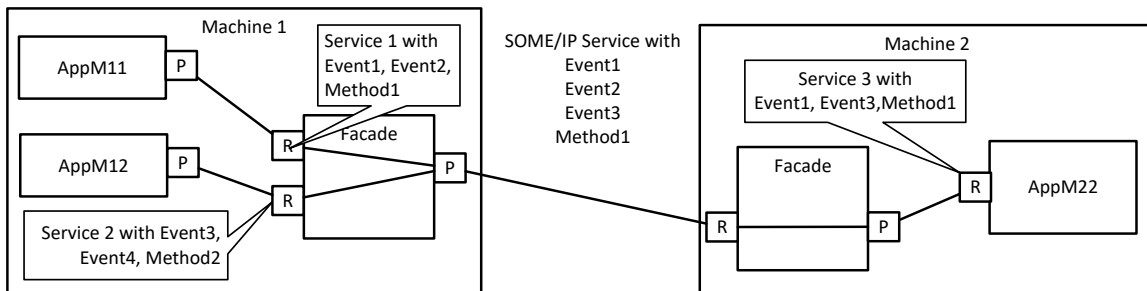 Machine 1
AppM11
P
Service 1 with
Event1, Event2,
Method1
R
Facade
AppM12
P
R
P
Service 2 with Event3,
Event4, Method2
SOME/IP Service with
Event1
Event2
Event3
Method1
Machine 2
Service 3 with
Event1, Event3,Method1
Facade
R
P
R
AppM22